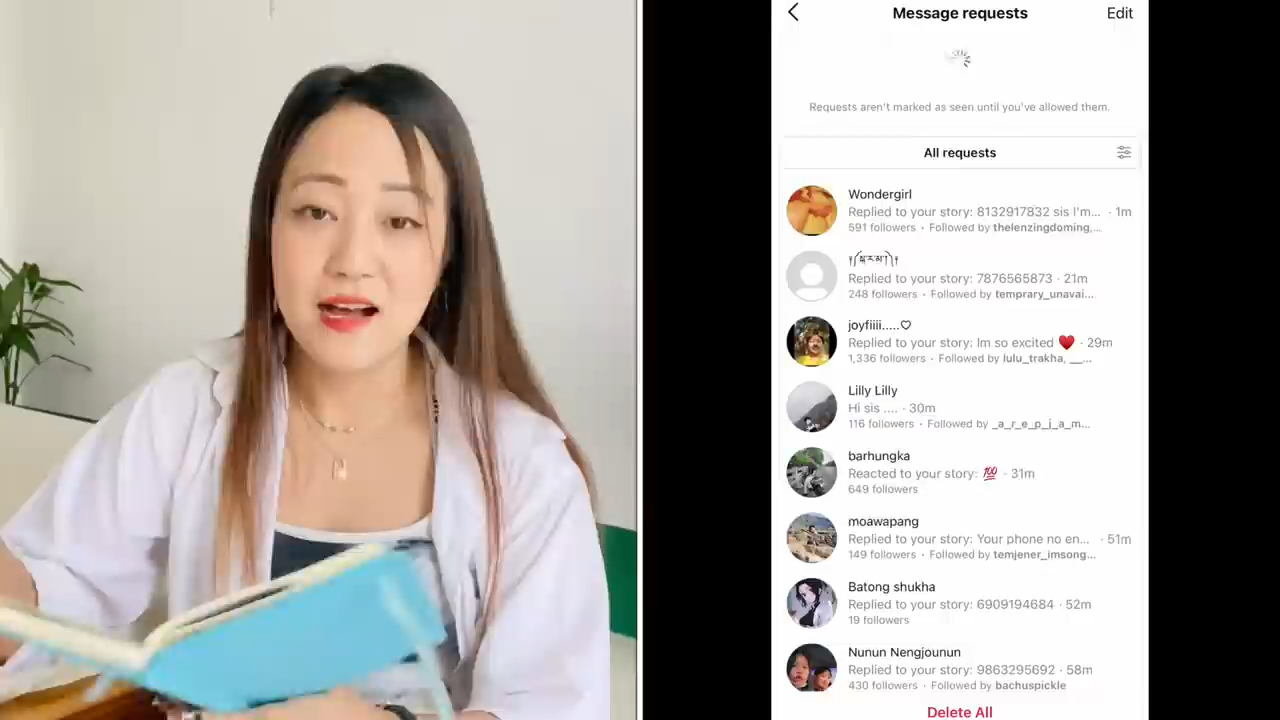 Message requests
Edit
Requests aren't marked as seen until you've allowed them.
All requests
Wondergirl
Replied to your story: 8132917832 sis I'm... · 1m
591 followers · Followed by thelenzingdoming,...
Replied to your story: 7876565873 · 21m
248 followers · Followed by temprary_unavai...
joyfiiii.....♡
Replied to your story: Im so excited ♥️ · 29m
1,336 followers · Followed by lulu_trakha, __...
Lilly Lilly
Hi sis .... · 30m
116 followers · Followed by _a_r_e_p_j_a_m...
barhungka
Reacted to your story: 💯 · 31m
649 followers
moawapang
Replied to your story: Your phone no en... · 51m
149 followers · Followed by temjener_imsong...
Batong shukha
Replied to your story: 6909194684 · 52m
19 followers
Nunun Nengjounun
Replied to your story: 9863295692 · 58m
430 followers · Followed by bachuspickle
Delete All